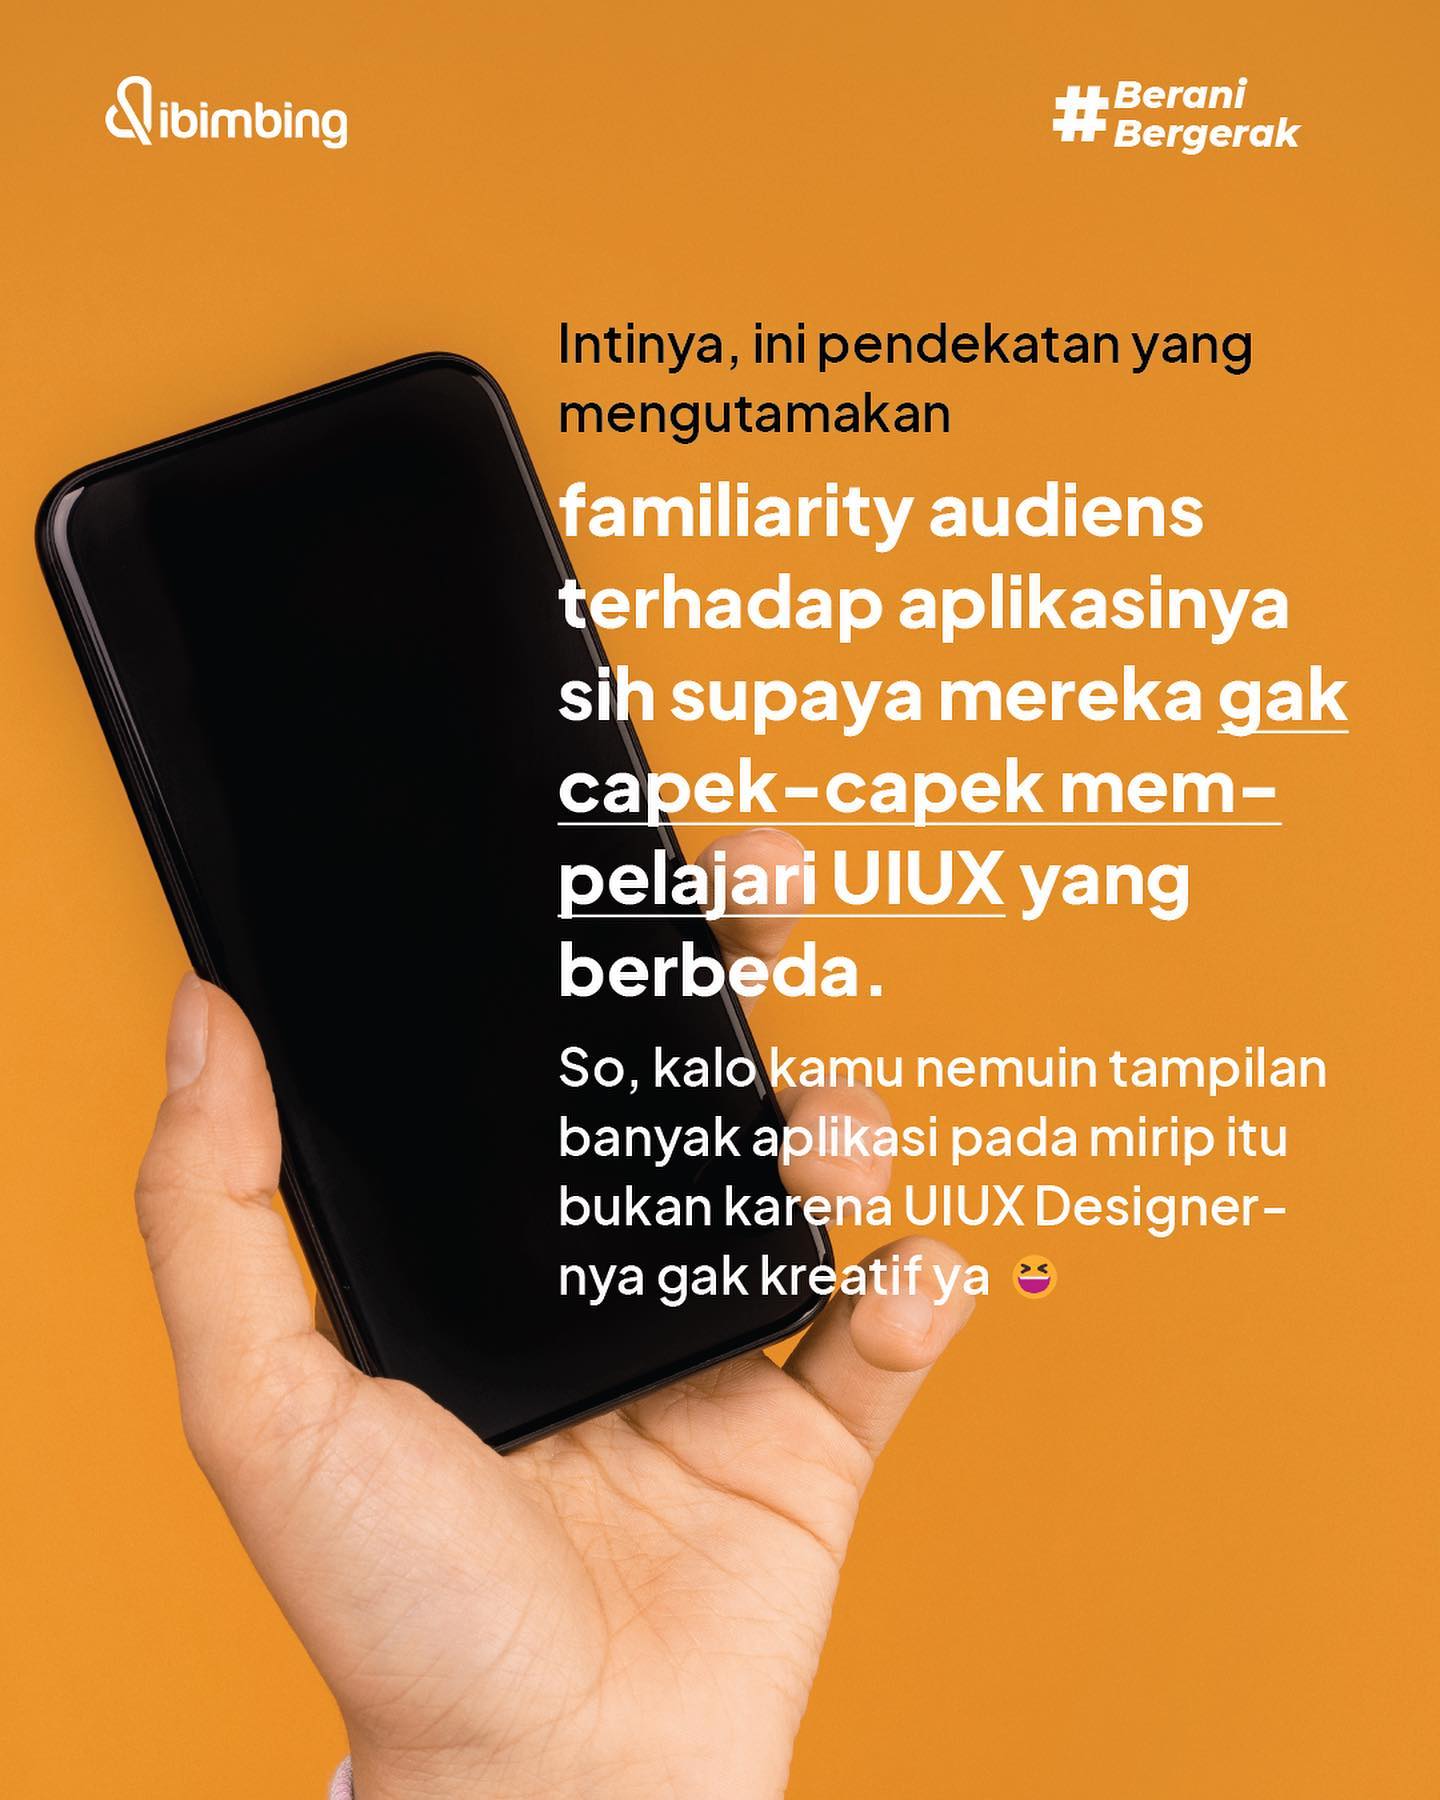 ibimbing
#Berani
Bergerak
Intinya, ini pendekatan yang
mengutamakan
familiarity audiens
terhadap aplikasinya
sih supaya mereka gak
capek-capek mem-
pelajari UIUX yang
berbeda.
So, kalo kamu nemuin tampilan
banyak aplikasi pada mirip itu
bukan karena UIUX Designer-
nya gak kreatif ya 😆